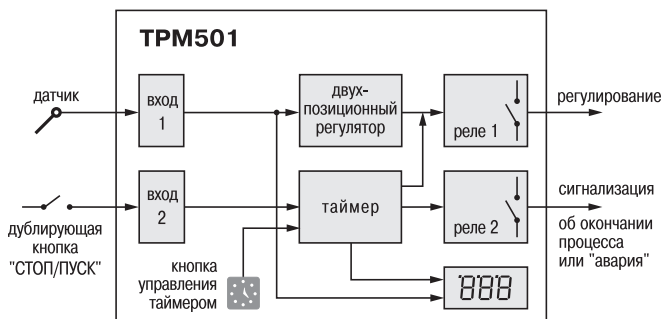 ТРМ501
датчик
вход
1
двух-
позиционный
регулятор
реле 1
регулирование
дублирующая
кнопка
"СТОП/ПУСК"
вход
2
таймер
реле 2
сигнализация
об окончании
процесса
или "авария"
кнопка
управления
таймером
888